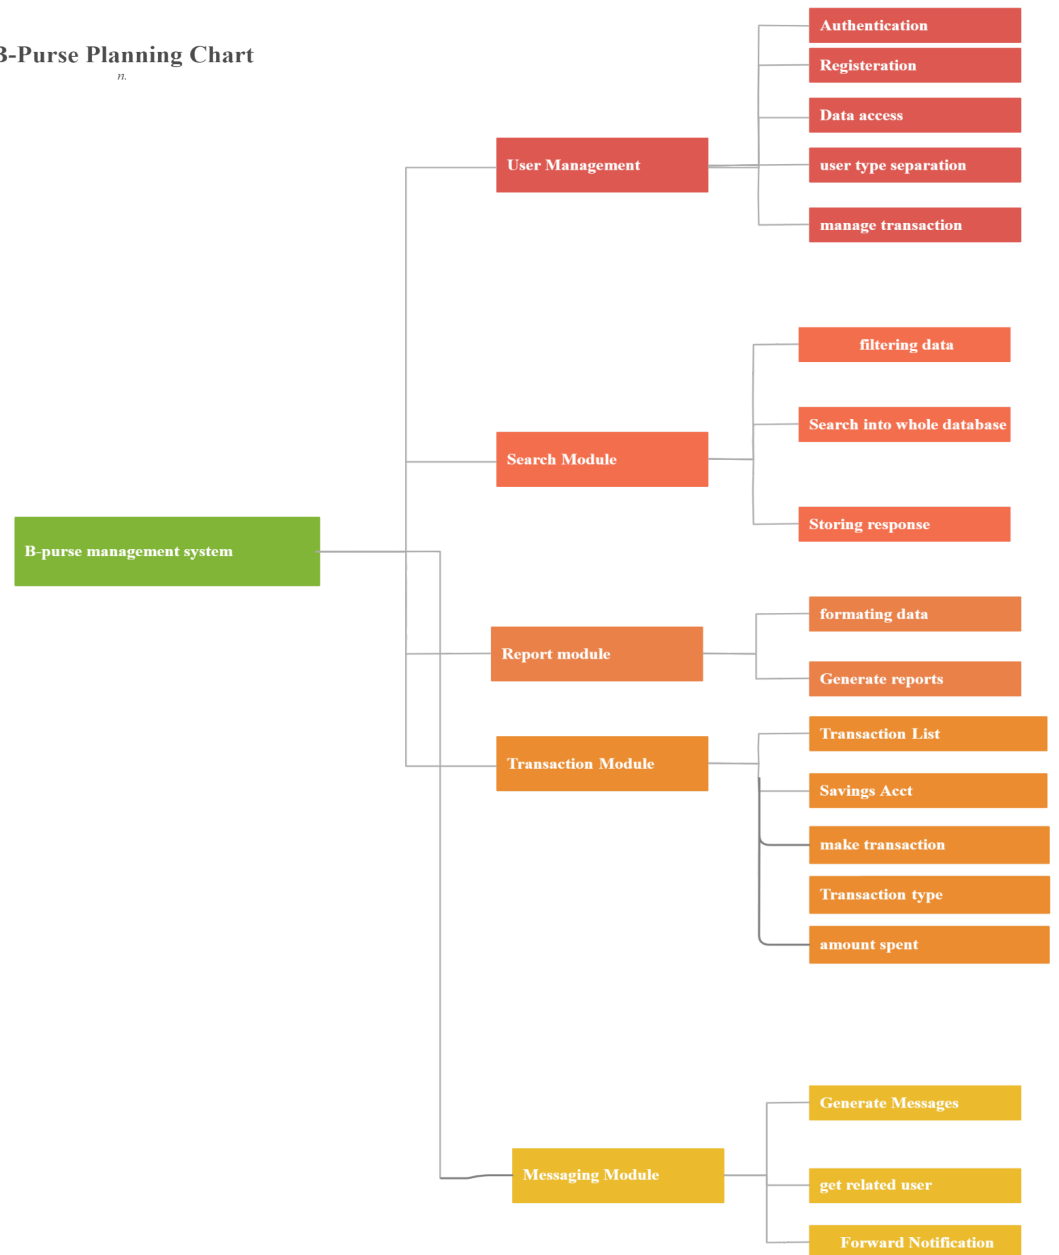 B-Purse Planning Chart
n.
B-purse management system
User Management
Authentication
Registeration
Data access
user type separation
manage transaction
Search Module
filtering data
Search into whole database
Storing response
Report module
formating data
Generate reports
Transaction Module
Transaction List
Savings Acct
make transaction
Transaction type
amount spent
Messaging Module
Generate Messages
get related user
Forward Notification